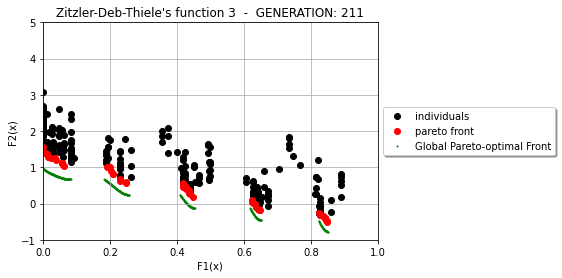 Zitzler-Deb-Thiele's function 3 - GENERATION: 211
5
4
3
2
1
0
−1
F2(x)
0.0 0.2 0.4 0.6 0.8 1.0
F1(x)
individuals
pareto front
Global Pareto-optimal Front